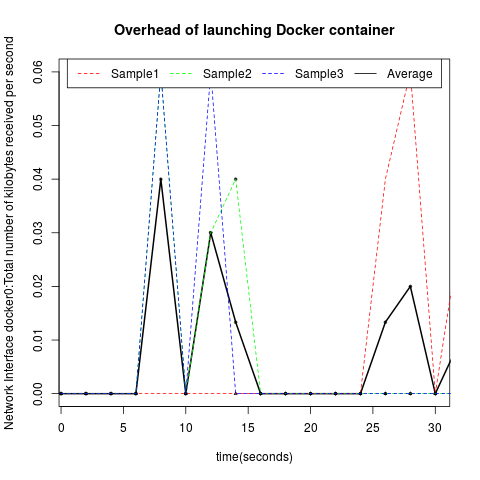 Overhead of launching Docker container
Network Interface docker0:Total number of kilobytes received per second
Sample1 Sample2 Sample3 Average
0.06
0.05
0.04
0.03
0.02
0.01
0.00
0 5 10 15 20 25 30
time(seconds)